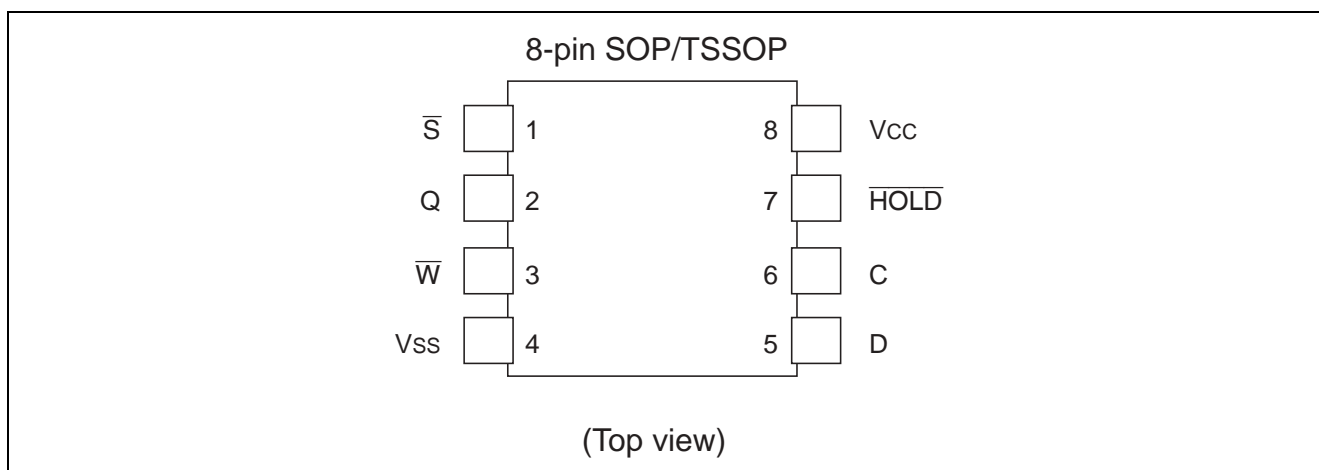 8-pin SOP/TSSOP
S̅ 1 8 VCC
Q 2 7 H̅O̅L̅D̅
W̅ 3 6 C
VSS 4 5 D
(Top view)